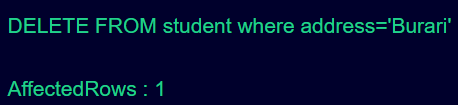 DELETE FROM student where address='Burari'
AffectedRows : 1